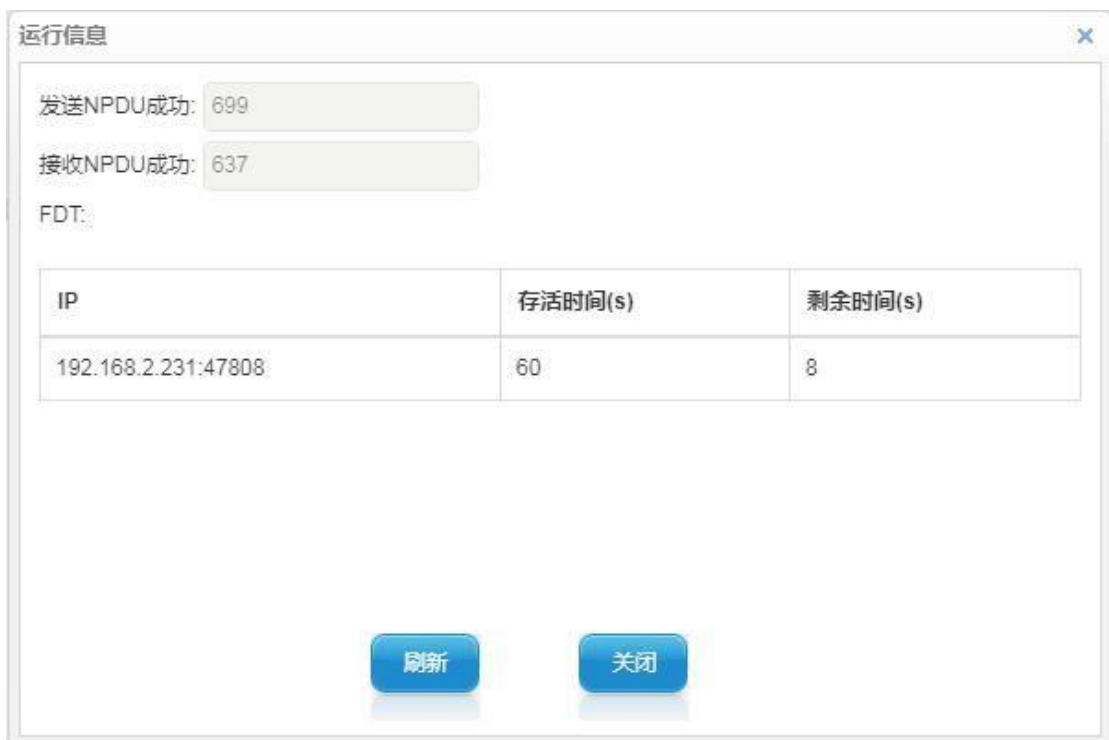 运行信息 ×
发送NPDU成功: 699
接收NPDU成功: 637
FDT:
IP 存活时间(s) 剩余时间(s)
192.168.2.231:47808 60 8
刷新 关闭